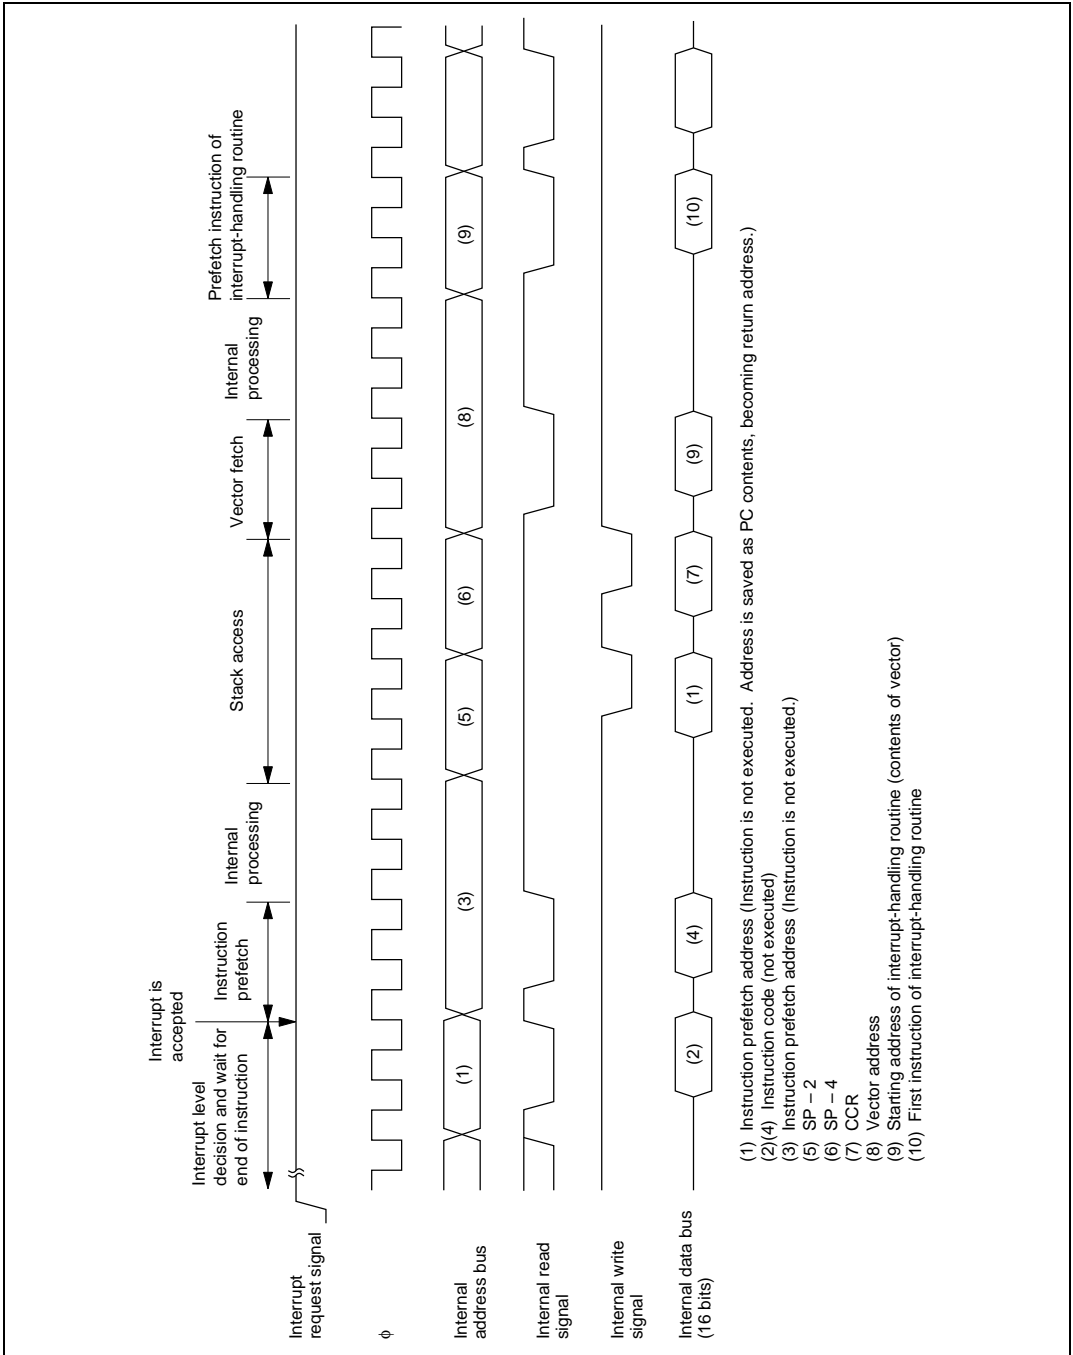 Interrupt is
accepted
Interrupt level
decision and wait for
end of instruction
Instruction
prefetch
Internal
processing
Stack access
Vector fetch
Internal
processing
Prefetch instruction of
interrupt-handling routine
Interrupt
request signal
φ
Internal
address bus
(1)
(3)
(5)
(6)
(8)
(9)
Internal read
signal
Internal write
signal
Internal data bus
(16 bits)
(2)
(4)
(1)
(7)
(9)
(10)
(1) Instruction prefetch address (Instruction is not executed. Address is saved as PC contents, becoming return address.)
(2)(4) Instruction code (not executed)
(3) Instruction prefetch address (Instruction is not executed.)
(5) SP – 2
(6) SP – 4
(7) CCR
(8) Vector address
(9) Starting address of interrupt-handling routine (contents of vector)
(10) First instruction of interrupt-handling routine